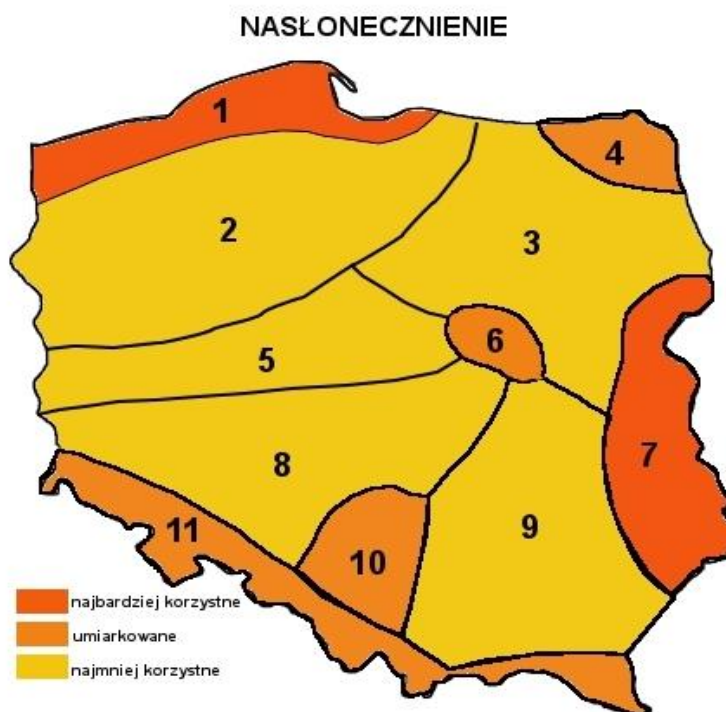 NASŁONECZNIENIE
1
4
2
3
6
5
7
8
9
11
10
najbardziej korzystne
umiarkowane
najmniej korzystne